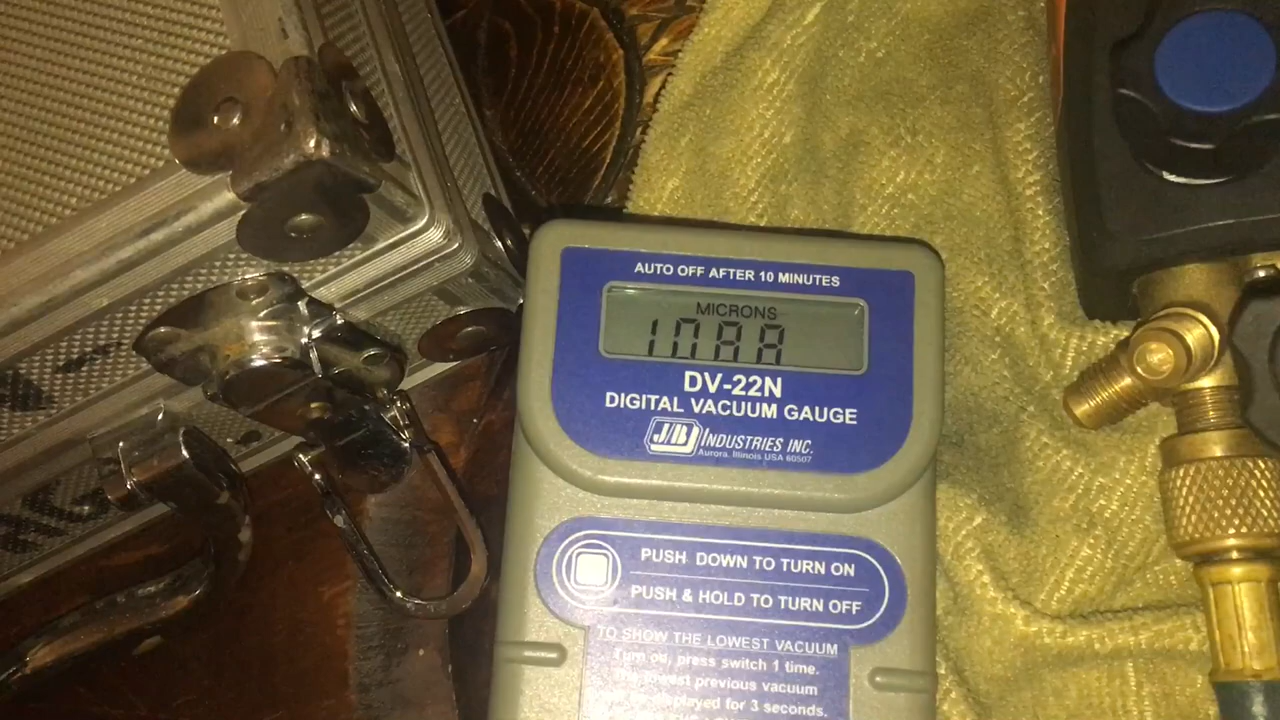 AUTO OFF AFTER 10 MINUTES
MICRONS
DV-22N
DIGITAL VACUUM GAUGE
J/B INDUSTRIES INC.
Aurora, Illinois USA 60507
PUSH DOWN TO TURN ON
PUSH & HOLD TO TURN OFF
TO SHOW THE LOWEST VACUUM
Turn on, press switch 1 time.
The lowest previous vacuum
displayed for 3 seconds.